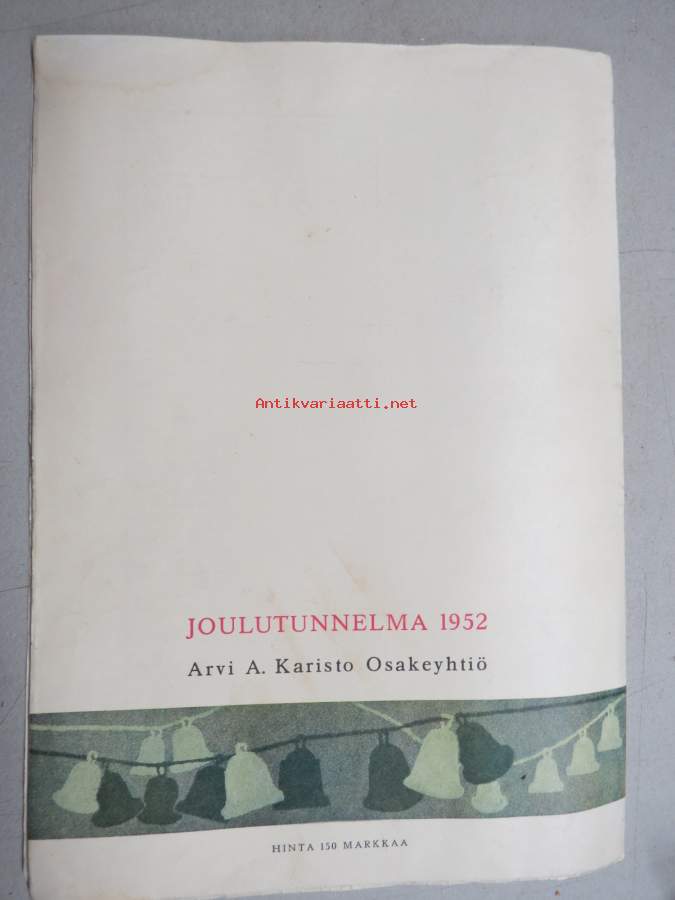 Antikvariaatti.net
JOULUTUNNELMA 1952
Arvi A. Karisto Osakeyhtiö
HINTA 150 MARKKAA